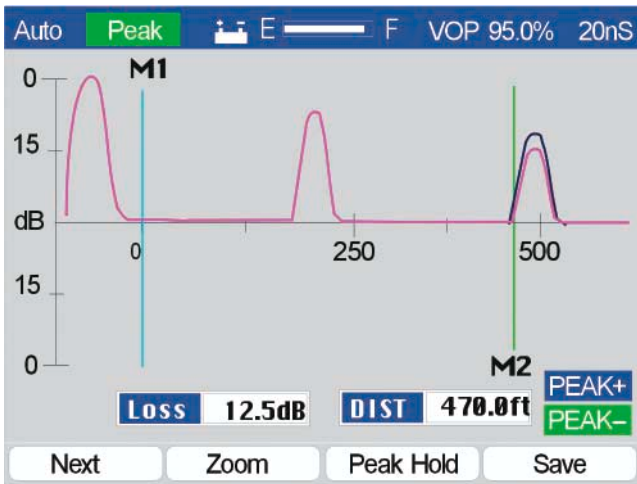 Auto Peak E F VOP 95.0% 20nS
M1
0
15
dB
0 250 500
15
0
M2
Loss 12.5dB DIST 470.0ft PEAK+
PEAK–
Next Zoom Peak Hold Save